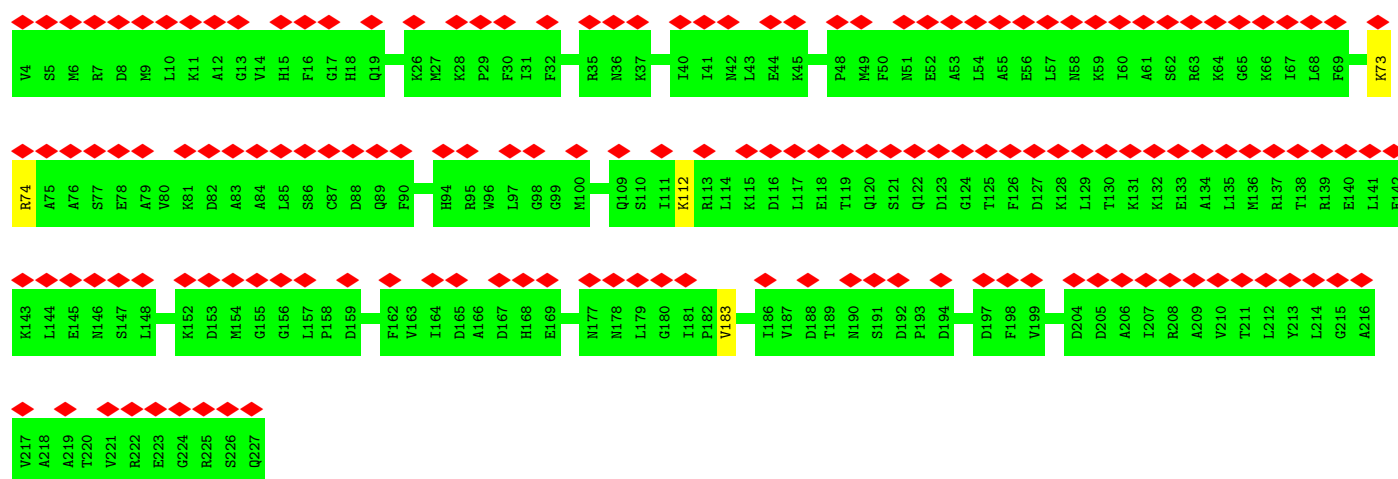 V4 S5 M6 R7 D8 M9 L10 K11 A12 G13 V14 H15 F16 G17 H18 Q19 K26 M27 K28 P29 F30 I31 F32 R35 N36 K37 I40 I41 N42 L43 E44 K45 P48 M49 F50 N51 E52 A53 L54 A55 E56 L57 N58 K59 I60 A61 S62 R63 K64 G65 K66 I67 L68 F69 K73
R74 A75 A76 S77 E78 A79 V80 K81 D82 A83 A84 L85 S86 C87 D88 Q89 F90 H94 R95 W96 L97 G98 G99 M100 Q109 S110 I111 K112 R113 L114 K115 D116 L117 E118 T119 Q120 S121 Q122 D123 G124 T125 F126 D127 K128 L129 T130 K131 K132 E133 A134 L135 M136 R137 T138 R139 E140 L141 E142
K143 L144 E145 N146 S147 L148 K152 D153 M154 G155 G156 L157 P158 D159 F162 V163 I164 D165 A166 D167 H168 E169 N177 N178 L179 G180 I181 P182 V183 I186 V187 D188 T189 N190 S191 D192 P193 D194 D197 F198 V199 D204 D205 A206 I207 R208 A209 V210 T211 L212 Y213 L214 G215 A216
V217 A218 A219 T220 V221 R222 E223 G224 R225 S226 Q227